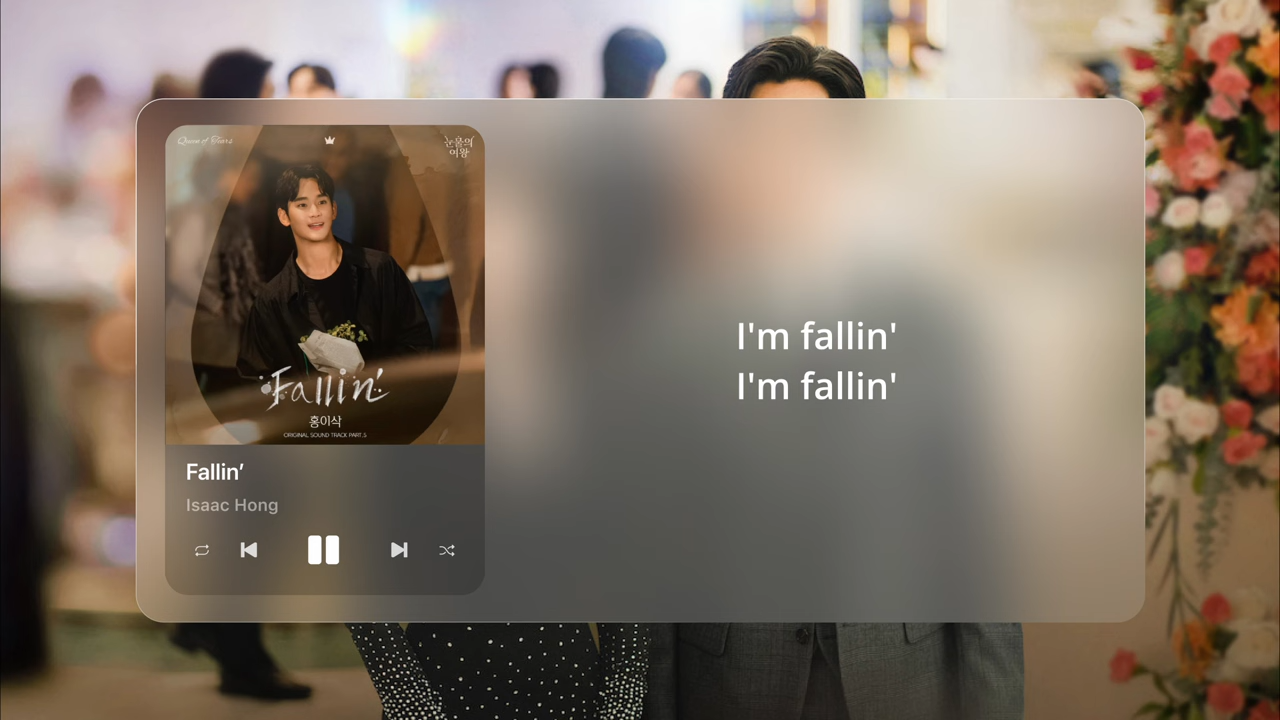 Queen of Tears
눈물의
여왕
Fallin'
홍이삭
ORIGINAL SOUND TRACK PART.5
Fallin’
Isaac Hong
I'm fallin'
I'm fallin'